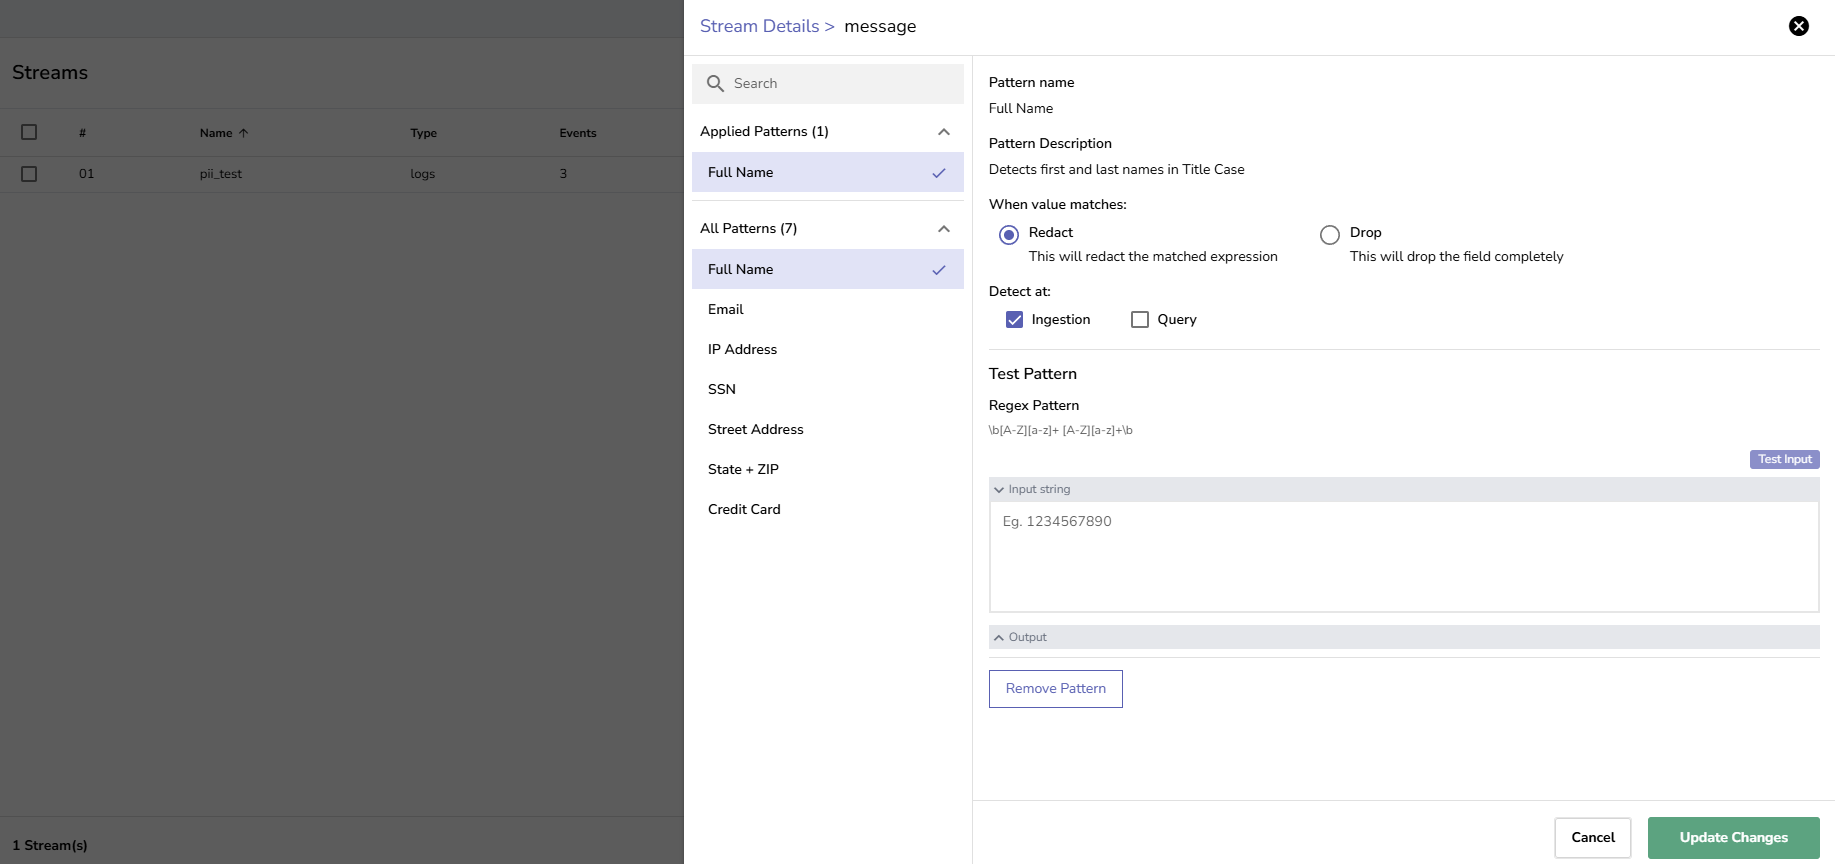 Streams
#
Name
Type
Events
01
pii_test
logs
3
1 Stream(s)
Stream Details > message
Search
Applied Patterns (1)
Full Name
All Patterns (7)
Full Name
Email
IP Address
SSN
Street Address
State + ZIP
Credit Card
Pattern name
Full Name
Pattern Description
Detects first and last names in Title Case
When value matches:
Redact
This will redact the matched expression
Drop
This will drop the field completely
Detect at:
Ingestion
Query
Test Pattern
Regex Pattern
\b[A-Z][a-z]+ [A-Z][a-z]+\b
Test Input
Input string
Eg. 1234567890
Output
Remove Pattern
Cancel
Update Changes